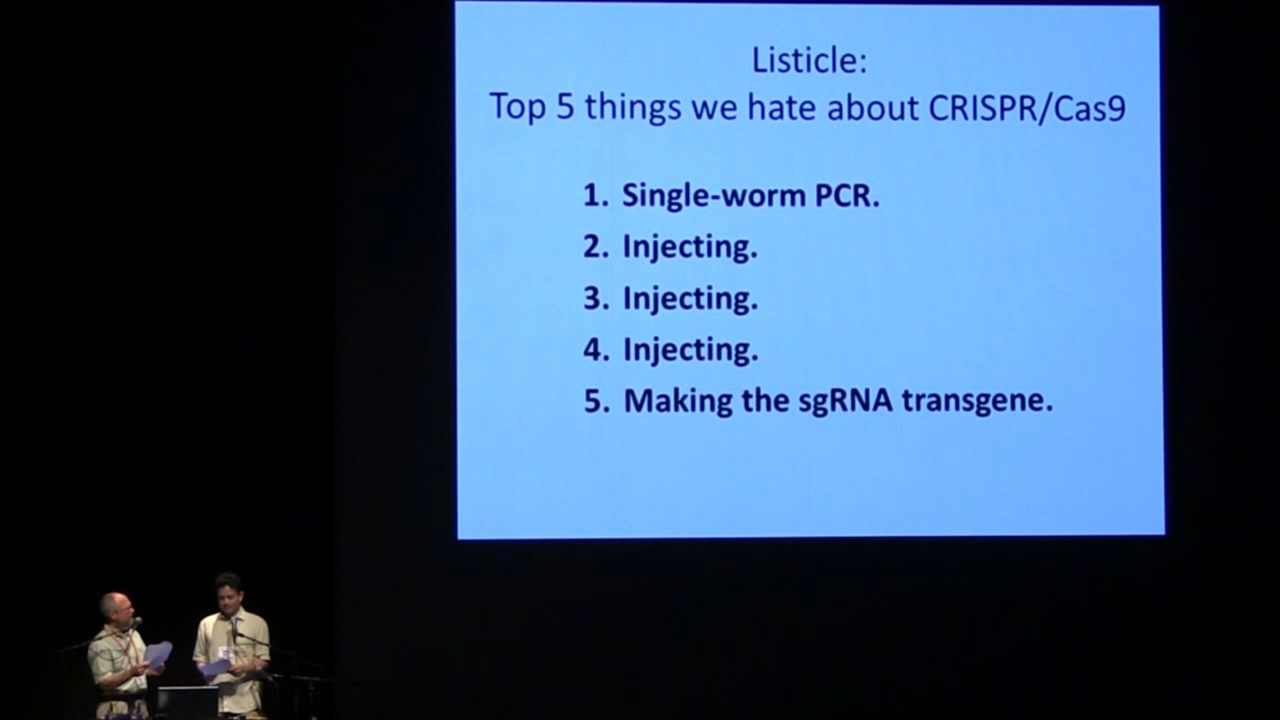 Listicle:
Top 5 things we hate about CRISPR/Cas9
1. Single-worm PCR.
2. Injecting.
3. Injecting.
4. Injecting.
5. Making the sgRNA transgene.